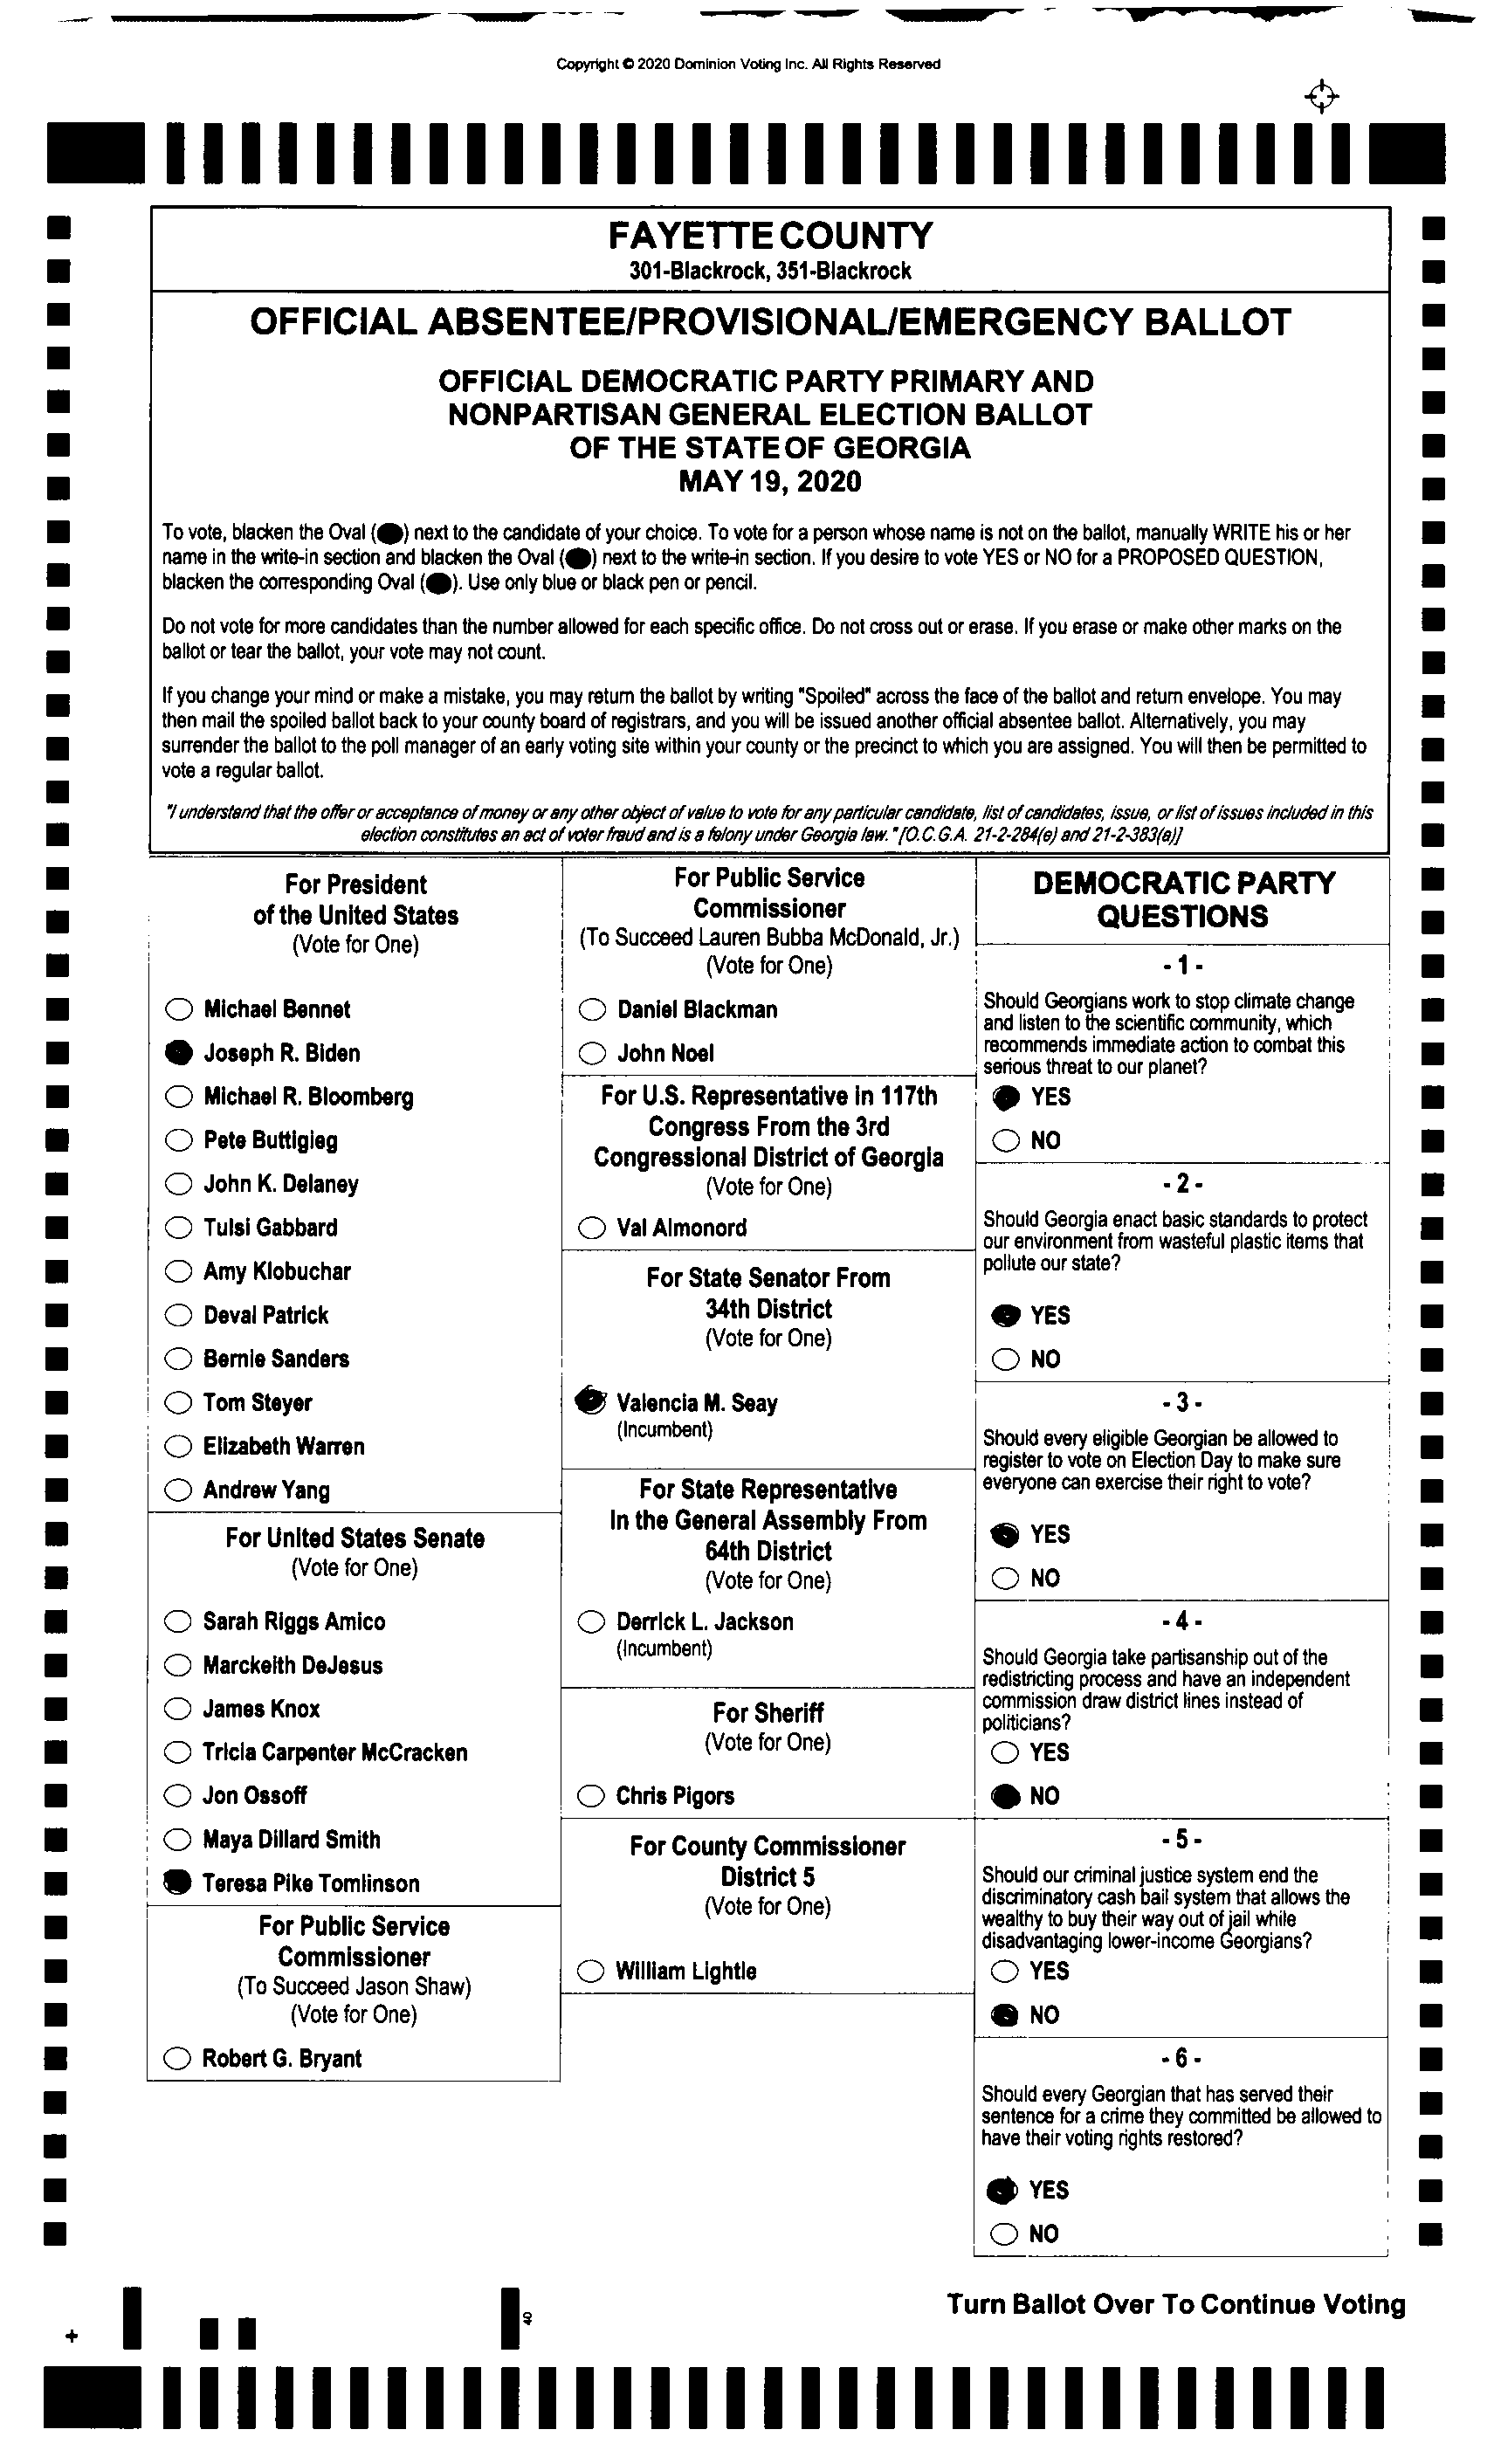 Copyright © 2020 Dominion Voting Inc. All Rights Reserved
FAYETTE COUNTY
301-Blackrock, 351-Blackrock
OFFICIAL ABSENTEE/PROVISIONAL/EMERGENCY BALLOT
OFFICIAL DEMOCRATIC PARTY PRIMARY AND
NONPARTISAN GENERAL ELECTION BALLOT
OF THE STATE OF GEORGIA
MAY 19, 2020
To vote, blacken the Oval ( ) next to the candidate of your choice. To vote for a person whose name is not on the ballot, manually WRITE his or her
name in the write-in section and blacken the Oval ( ) next to the write-in section. If you desire to vote YES or NO for a PROPOSED QUESTION,
blacken the corresponding Oval ( ). Use only blue or black pen or pencil.
Do not vote for more candidates than the number allowed for each specific office. Do not cross out or erase. If you erase or make other marks on the
ballot or tear the ballot, your vote may not count.
If you change your mind or make a mistake, you may return the ballot by writing "Spoiled" across the face of the ballot and return envelope. You may
then mail the spoiled ballot back to your county board of registrars, and you will be issued another official absentee ballot. Alternatively, you may
surrender the ballot to the poll manager of an early voting site within your county or the precinct to which you are assigned. You will then be permitted to
vote a regular ballot.
"I understand that the offer or acceptance of money or any other object of value to vote for any particular candidate, list of candidates, issue, or list of issues included in this
election constitutes an act of voter fraud and is a felony under Georgia law." [O.C.G.A. 21-2-284(e) and 21-2-383(a)]
For President
of the United States
(Vote for One)
Michael Bennet
Joseph R. Biden
Michael R. Bloomberg
Pete Buttigieg
John K. Delaney
Tulsi Gabbard
Amy Klobuchar
Deval Patrick
Bernie Sanders
Tom Steyer
Elizabeth Warren
Andrew Yang
For United States Senate
(Vote for One)
Sarah Riggs Amico
Marckeith DeJesus
James Knox
Tricia Carpenter McCracken
Jon Ossoff
Maya Dillard Smith
Teresa Pike Tomlinson
For Public Service
Commissioner
(To Succeed Jason Shaw)
(Vote for One)
Robert G. Bryant
For Public Service
Commissioner
(To Succeed Lauren Bubba McDonald, Jr.)
(Vote for One)
Daniel Blackman
John Noel
For U.S. Representative in 117th
Congress From the 3rd
Congressional District of Georgia
(Vote for One)
Val Almonord
For State Senator From
34th District
(Vote for One)
Valencia M. Seay
(Incumbent)
For State Representative
In the General Assembly From
64th District
(Vote for One)
Derrick L. Jackson
(Incumbent)
For Sheriff
(Vote for One)
Chris Pigors
For County Commissioner
District 5
(Vote for One)
William Lightle
DEMOCRATIC PARTY
QUESTIONS
- 1 -
Should Georgians work to stop climate change
and listen to the scientific community, which
recommends immediate action to combat this
serious threat to our planet?
YES
NO
- 2 -
Should Georgia enact basic standards to protect
our environment from wasteful plastic items that
pollute our state?
YES
NO
- 3 -
Should every eligible Georgian be allowed to
register to vote on Election Day to make sure
everyone can exercise their right to vote?
YES
NO
- 4 -
Should Georgia take partisanship out of the
redistricting process and have an independent
commission draw district lines instead of
politicians?
YES
NO
- 5 -
Should our criminal justice system end the
discriminatory cash bail system that allows the
wealthy to buy their way out of jail while
disadvantaging lower-income Georgians?
YES
NO
- 6 -
Should every Georgian that has served their
sentence for a crime they committed be allowed to
have their voting rights restored?
YES
NO
Turn Ballot Over To Continue Voting